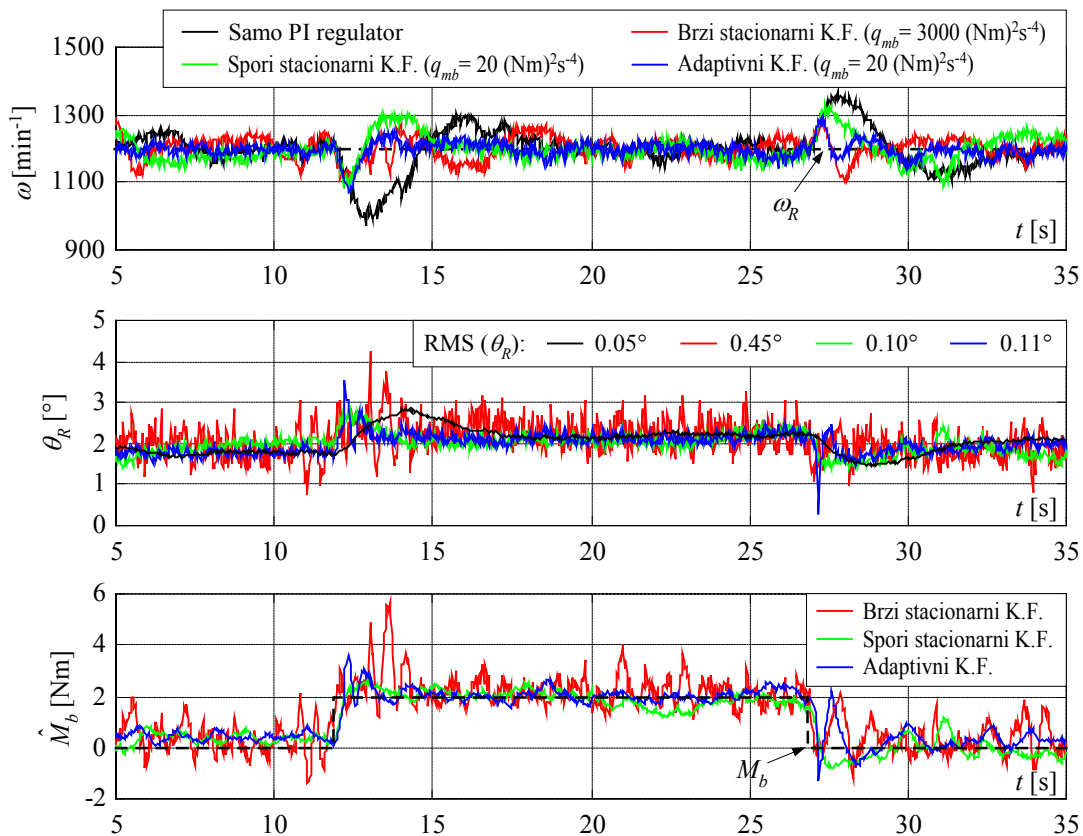 Samo PI regulator
Brzi stacionarni K.F. (q_mb = 3000 (Nm)²s⁻⁴)
Spori stacionarni K.F. (q_mb = 20 (Nm)²s⁻⁴)
Adaptivni K.F. (q_mb = 20 (Nm)²s⁻⁴)
1500
1300
1100
900
ω [min⁻¹]
ω_R
t [s]
5 10 15 20 25 30 35
RMS (θ_R): 0.05° 0.45° 0.10° 0.11°
5
4
3
2
1
0
θ_R [°]
t [s]
5 10 15 20 25 30 35
Brzi stacionarni K.F.
Spori stacionarni K.F.
Adaptivni K.F.
6
4
2
0
-2
M̂_b [Nm]
M_b
t [s]
5 10 15 20 25 30 35